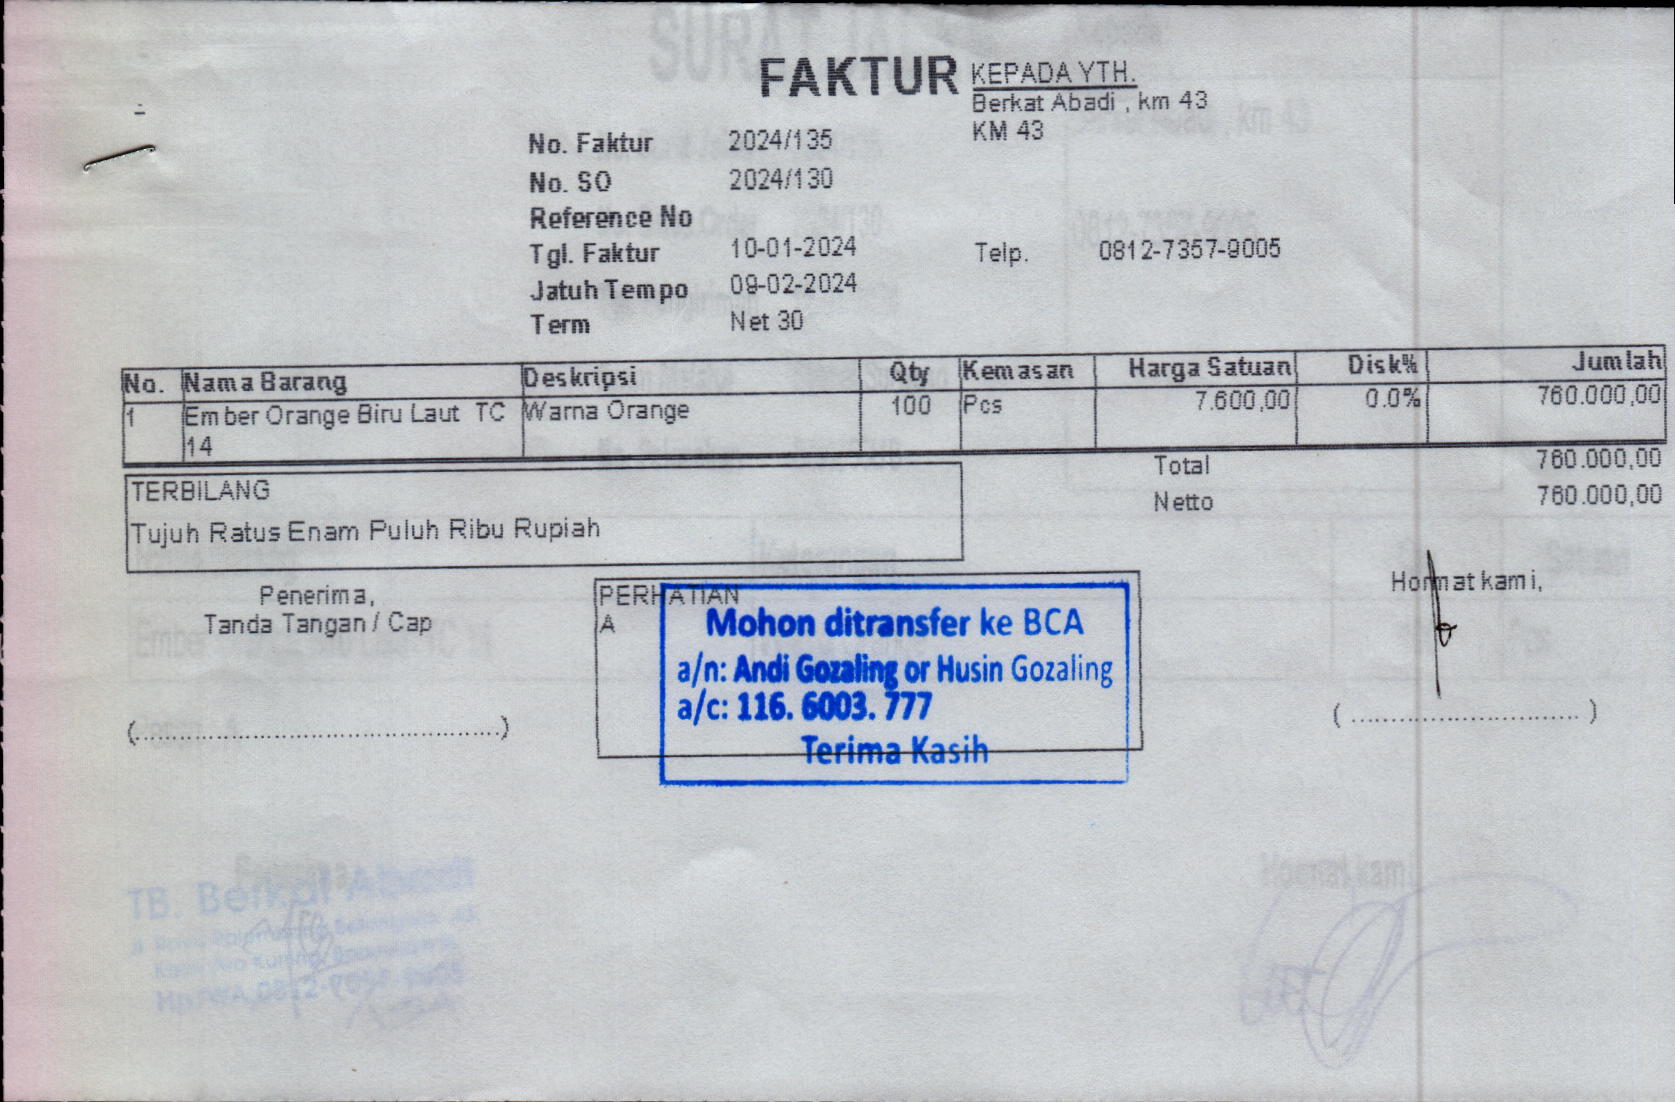 FAKTUR
KEPADA YTH.
Berkat Abadi , km 43
KM 43
No. Faktur 2024/135
No. SO 2024/130
Reference No
Tgl. Faktur 10-01-2024
Telp. 0812-7357-9005
Jatuh Tempo 09-02-2024
Term Net 30
No. Nama Barang Deskripsi Qty Kemasan Harga Satuan Disk% Jumlah
1 Ember Orange Biru Laut TC Warna Orange 100 Pcs 7.600,00 0.0% 760.000,00
14
Total 760.000,00
Netto 760.000,00
TERBILANG
Tujuh Ratus Enam Puluh Ribu Rupiah
Penerima,
Tanda Tangan / Cap
(..............................................)
PERHATIAN
A
Mohon ditransfer ke BCA
a/n: Andi Gozaling or Husin Gozaling
a/c: 116. 6003. 777
Terima Kasih
Hormat kami,
( ............................. )
TB. Berkat Abadi